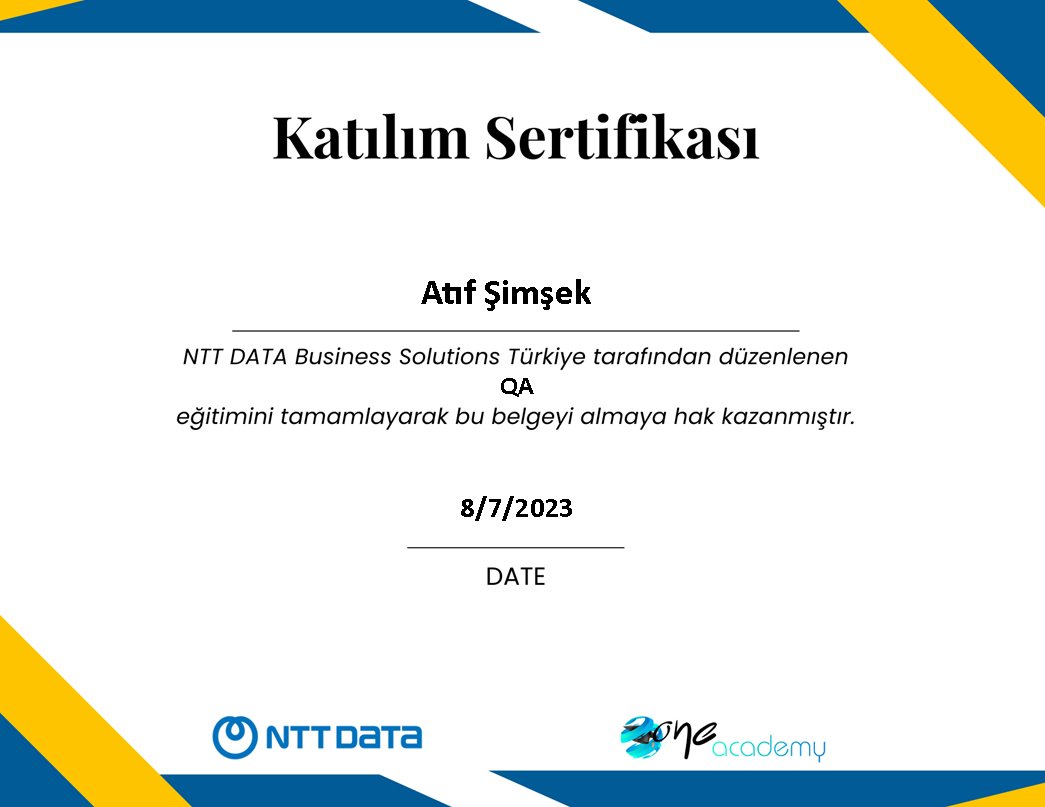 Katılım Sertifikası
Atıf Şimşek
NTT DATA Business Solutions Türkiye tarafından düzenlenen
QA
eğitimini tamamlayarak bu belgeyi almaya hak kazanmıştır.
8/7/2023
DATE
NTT DATA
one academy